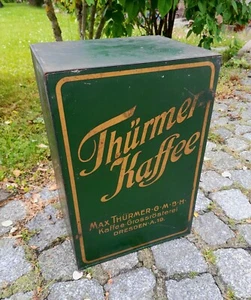 Thürmer-
Kaffee
MAX THÜRMER·G·M·B·H·
Kaffee Grossrösterei
DRESDEN-A.16